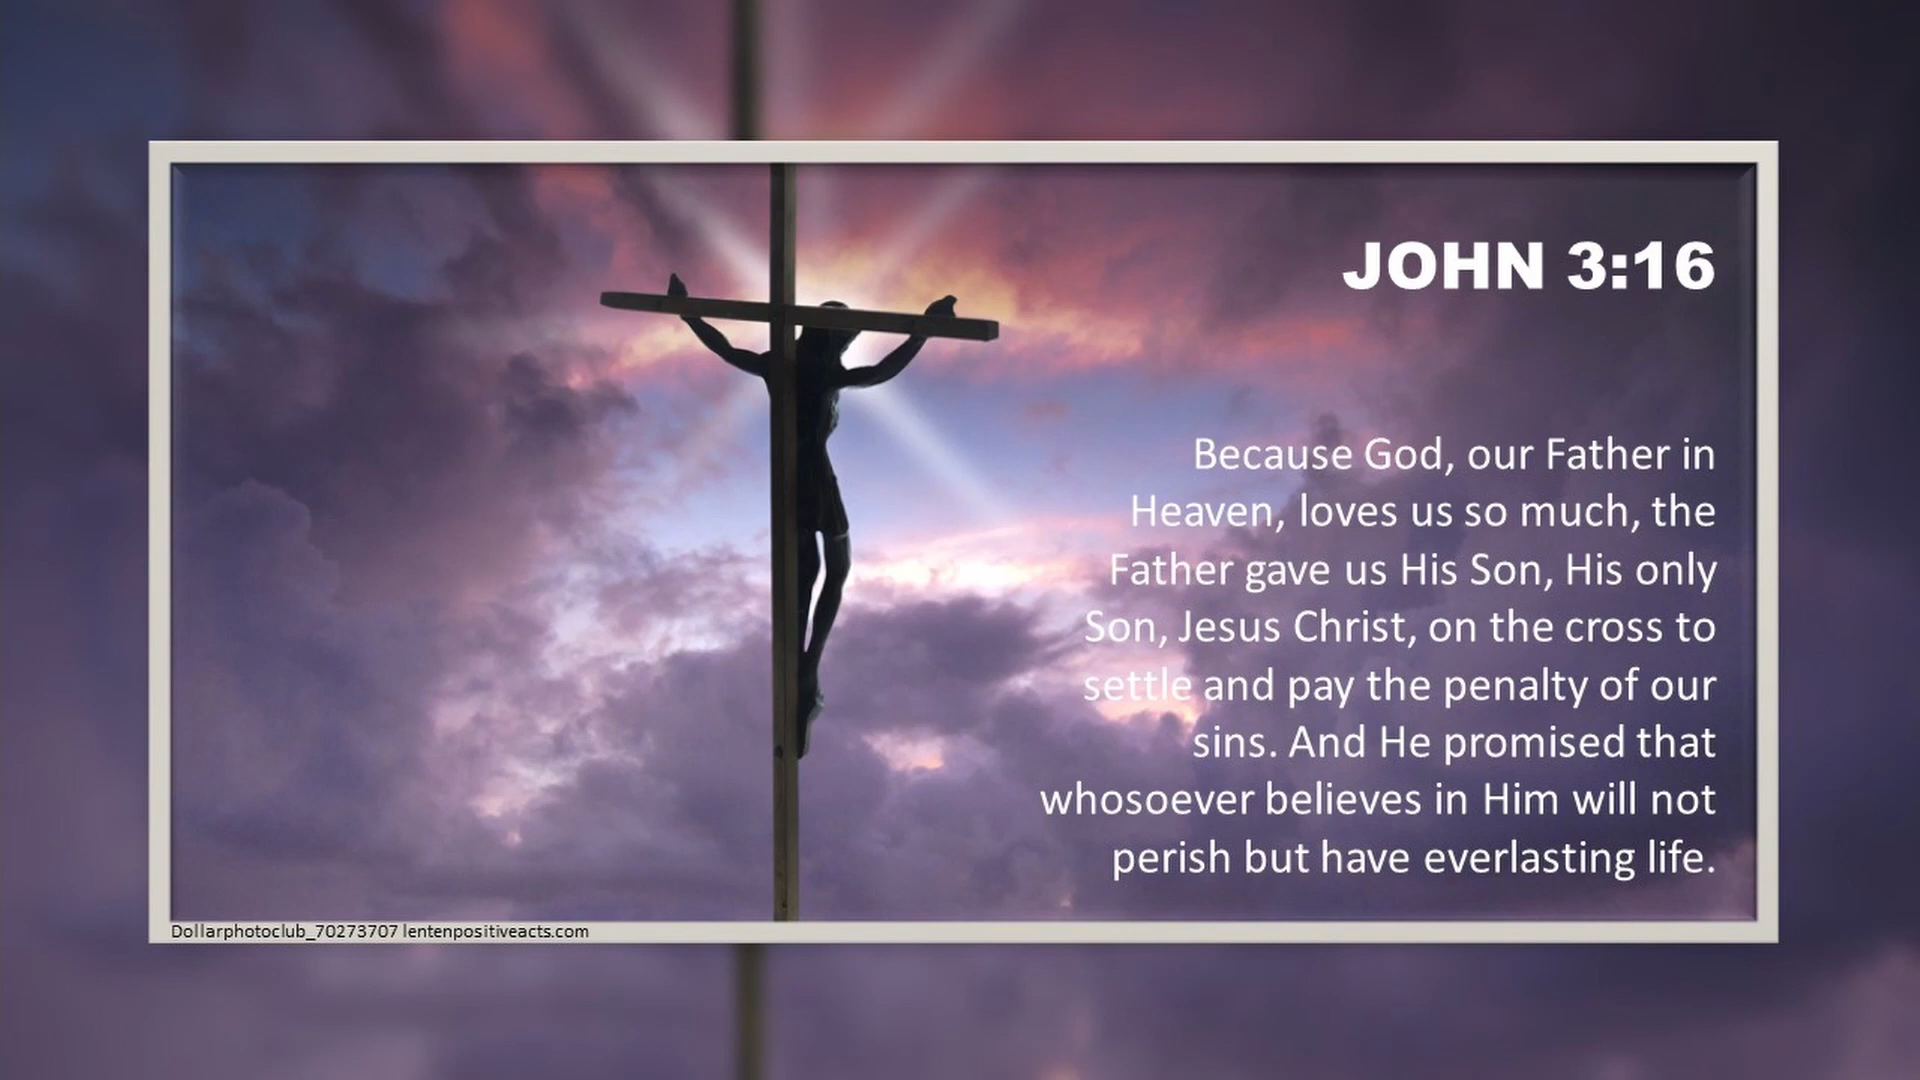 JOHN 3:16
Because God, our Father in
Heaven, loves us so much, the
Father gave us His Son, His only
Son, Jesus Christ, on the cross to
settle and pay the penalty of our
sins. And He promised that
whosoever believes in Him will not
perish but have everlasting life.
Dollarphotoclub_70273707 lentenpositiveacts.com